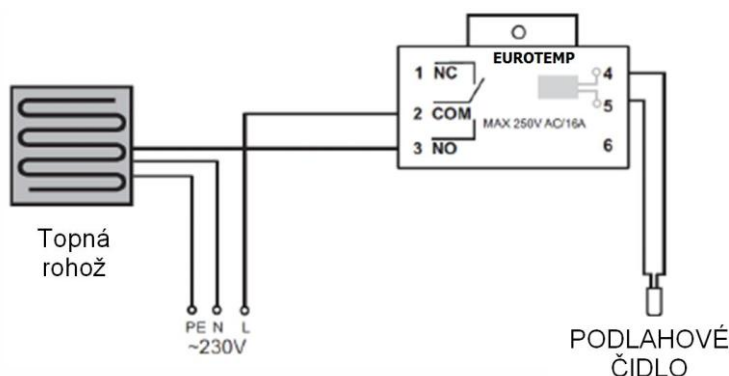 EUROTEMP
1 NC
4
2 COM
5
MAX 250V AC/16A
3 NO
6
Topná
rohož
PE N L
~230V
PODLAHOVÉ
ČIDLO